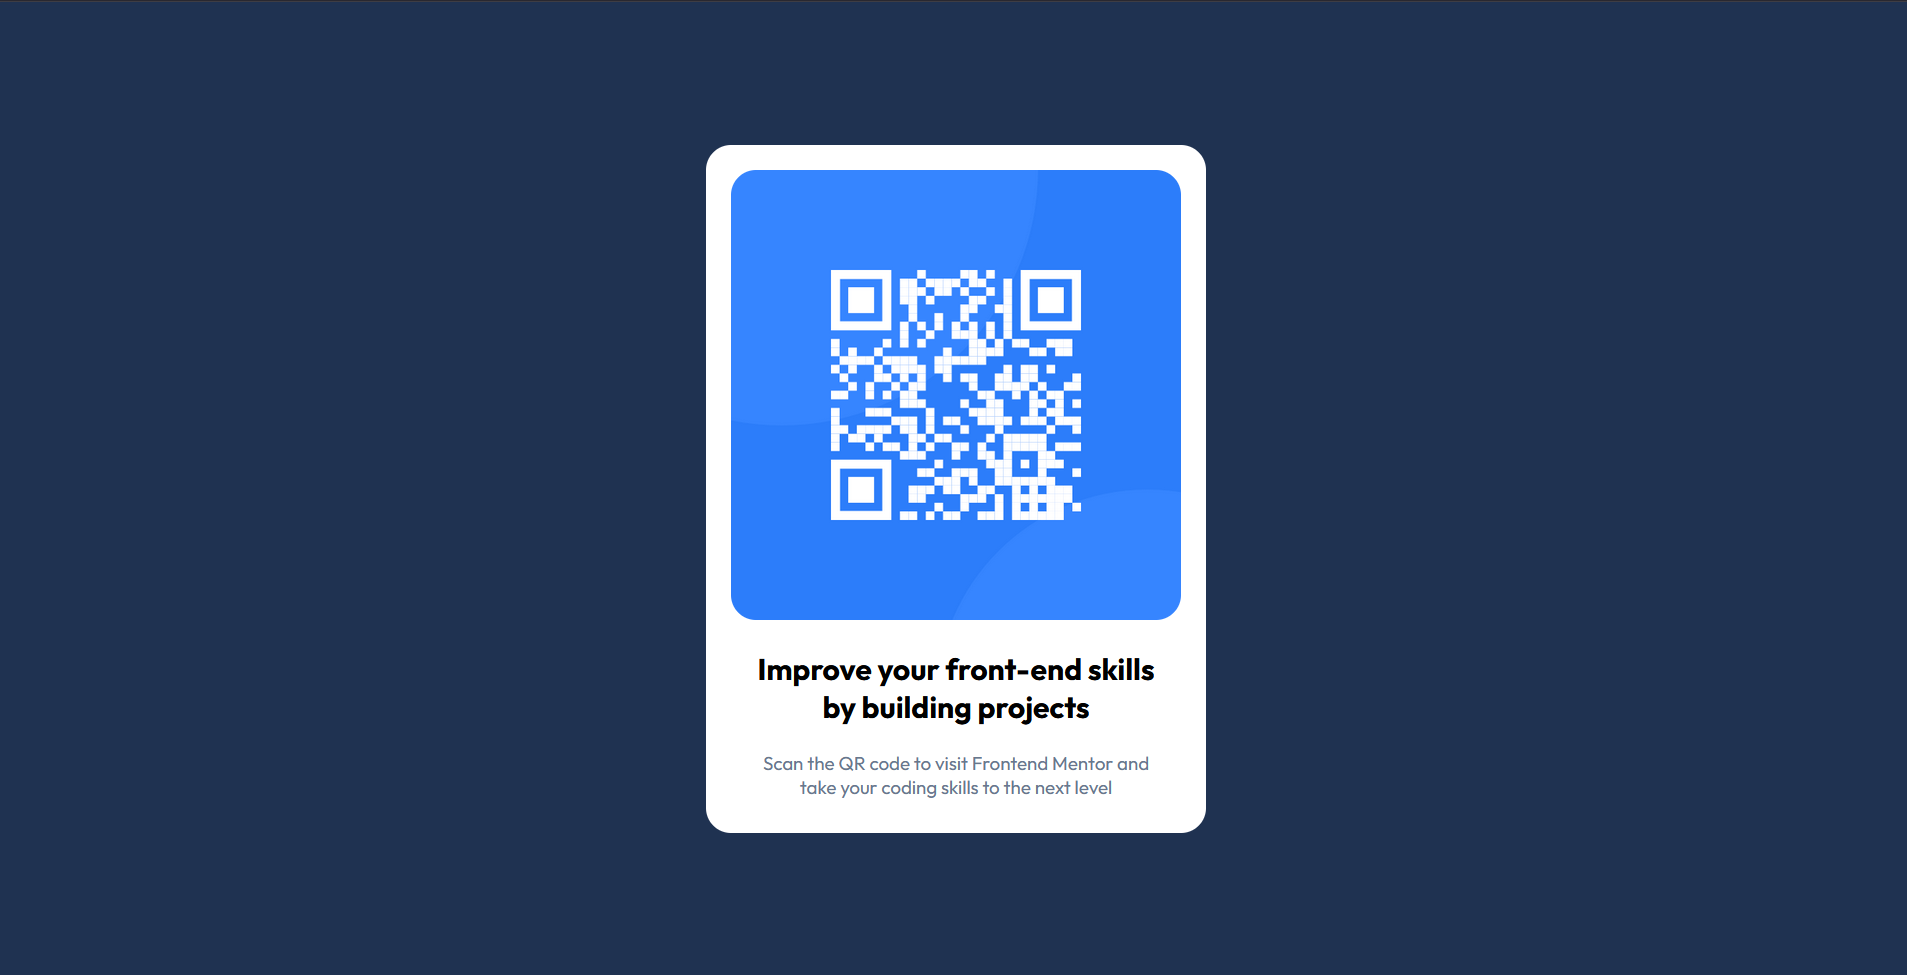 Improve your front-end skills
by building projects
Scan the QR code to visit Frontend Mentor and
take your coding skills to the next level